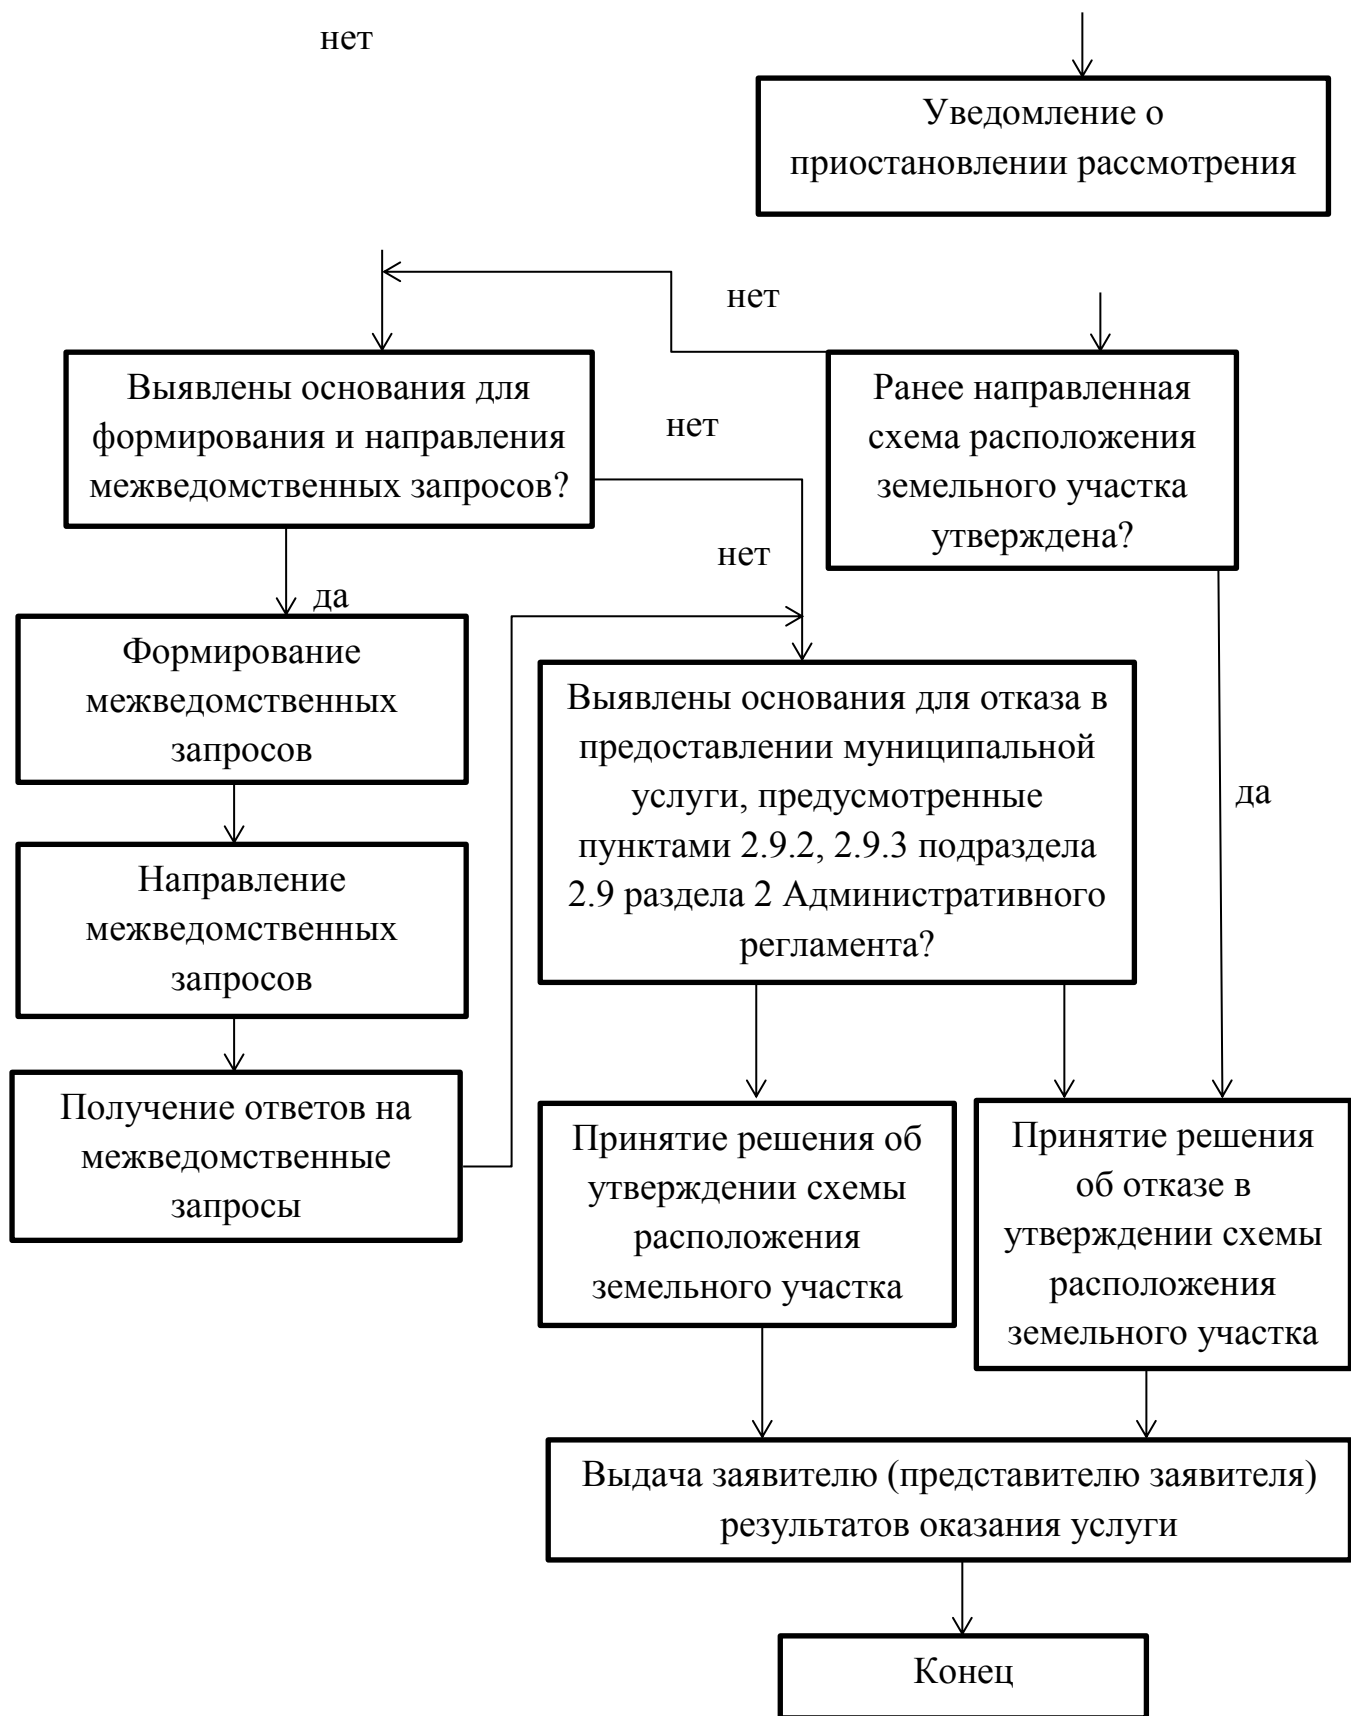 нет
Уведомление о
приостановлении рассмотрения
нет
Выявлены основания для
формирования и направления
межведомственных запросов?
нет
Ранее направленная
схема расположения
земельного участка
утверждена?
нет
да
Формирование
межведомственных
запросов
Выявлены основания для отказа в
предоставлении муниципальной
услуги, предусмотренные
пунктами 2.9.2, 2.9.3 подраздела
2.9 раздела 2 Административного
регламента?
да
Направление
межведомственных
запросов
Получение ответов на
межведомственные
запросы
Принятие решения об
утверждении схемы
расположения
земельного участка
Принятие решения
об отказе в
утверждении схемы
расположения
земельного участка
Выдача заявителю (представителю заявителя)
результатов оказания услуги
Конец